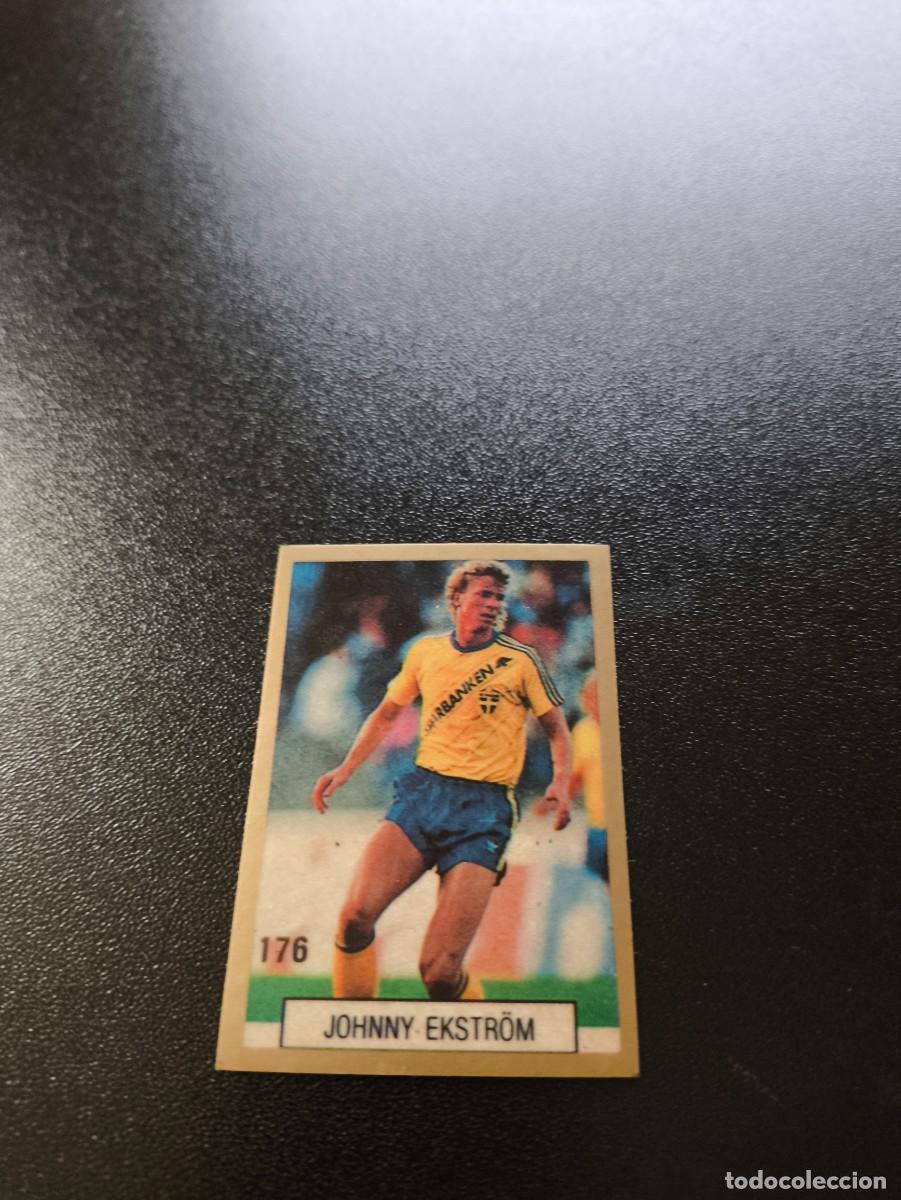 176
JOHNNY EKSTRÖM
todocoleccion